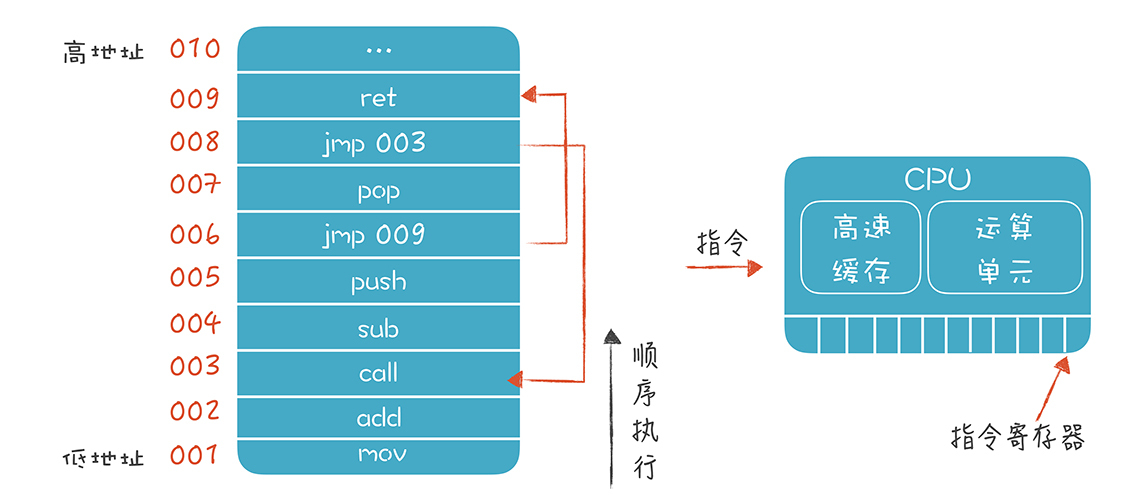 高地址 010 ...
009 ret
008 jmp 003
007 pop
006 jmp 009
005 push
004 sub
003 call
002 add
低地址 001 mov
顺序执行
指令
CPU
高速
缓存
运算
单元
指令寄存器